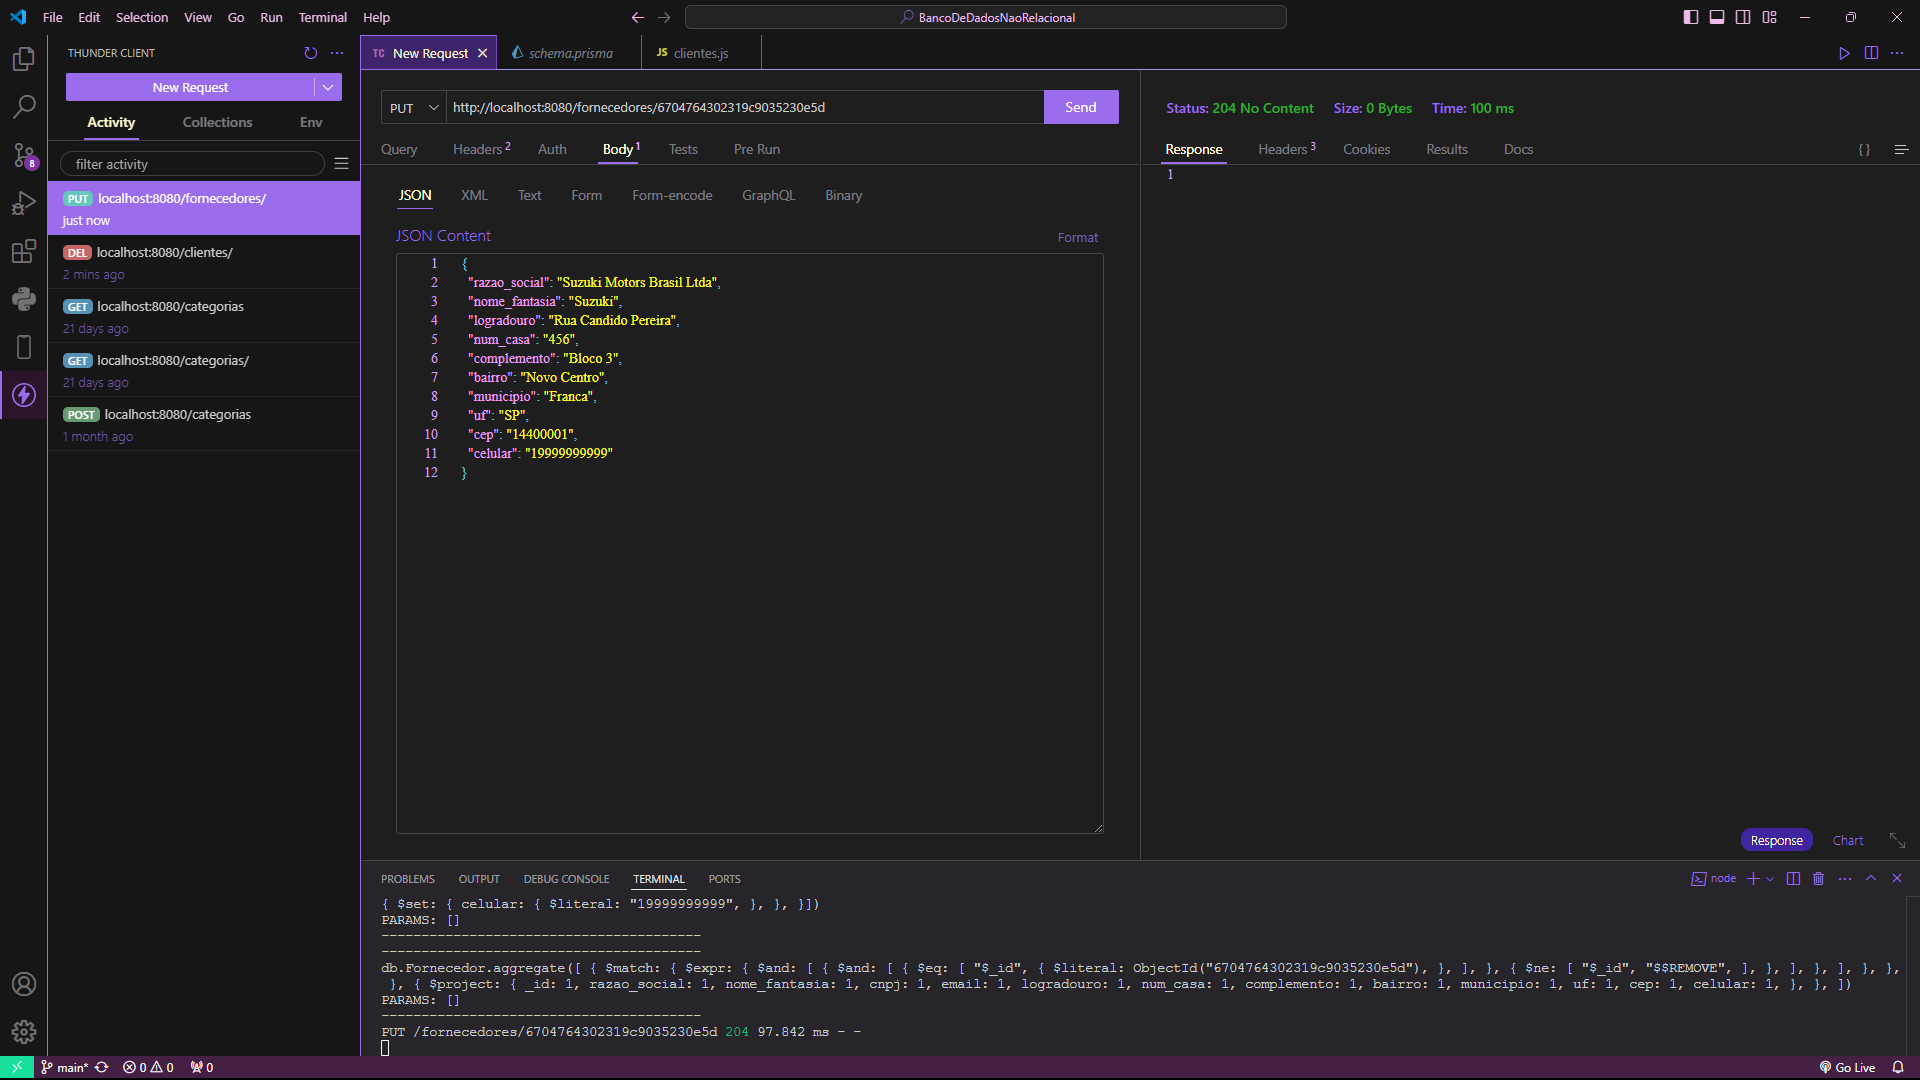 File Edit Selection View Go Run Terminal Help
BancoDeDadosNaoRelacional
THUNDER CLIENT
New Request
Activity Collections Env
filter activity
PUT localhost:8080/fornecedores/
just now
DEL localhost:8080/clientes/
2 mins ago
GET localhost:8080/categorias
21 days ago
GET localhost:8080/categorias/
21 days ago
POST localhost:8080/categorias
1 month ago
8
TC New Request
schema.prisma
JS clientes.js
PUT http://localhost:8080/fornecedores/6704764302319c9035230e5d Send
Query Headers 2 Auth Body 1 Tests Pre Run
JSON XML Text Form Form-encode GraphQL Binary
JSON Content Format
1 {
2 "razao_social": "Suzuki Motors Brasil Ltda",
3 "nome_fantasia": "Suzuki",
4 "logradouro": "Rua Candido Pereira",
5 "num_casa": "456",
6 "complemento": "Bloco 3",
7 "bairro": "Novo Centro",
8 "municipio": "Franca",
9 "uf": "SP",
10 "cep": "14400001",
11 "celular": "19999999999"
12 }
Status: 204 No Content Size: 0 Bytes Time: 100 ms
Response Headers 3 Cookies Results Docs { }
1
Response Chart
PROBLEMS OUTPUT DEBUG CONSOLE TERMINAL PORTS
node
{ $set: { celular: { $literal: "19999999999", }, }, }])
PARAMS: []
----------------------------------------
----------------------------------------
db.Fornecedor.aggregate([ { $match: { $expr: { $and: [ { $and: [ { $eq: [ "$_id", { $literal: ObjectId("6704764302319c9035230e5d"), }, ], }, { $ne: [ "$_id", "$$REMOVE", ], }, ], }, ], }, },
}, { $project: { _id: 1, razao_social: 1, nome_fantasia: 1, cnpj: 1, email: 1, logradouro: 1, num_casa: 1, complemento: 1, bairro: 1, municipio: 1, uf: 1, cep: 1, celular: 1, }, }, ])
PARAMS: []
----------------------------------------
PUT /fornecedores/6704764302319c9035230e5d 204 97.842 ms - -
main* 0 0 0 Go Live